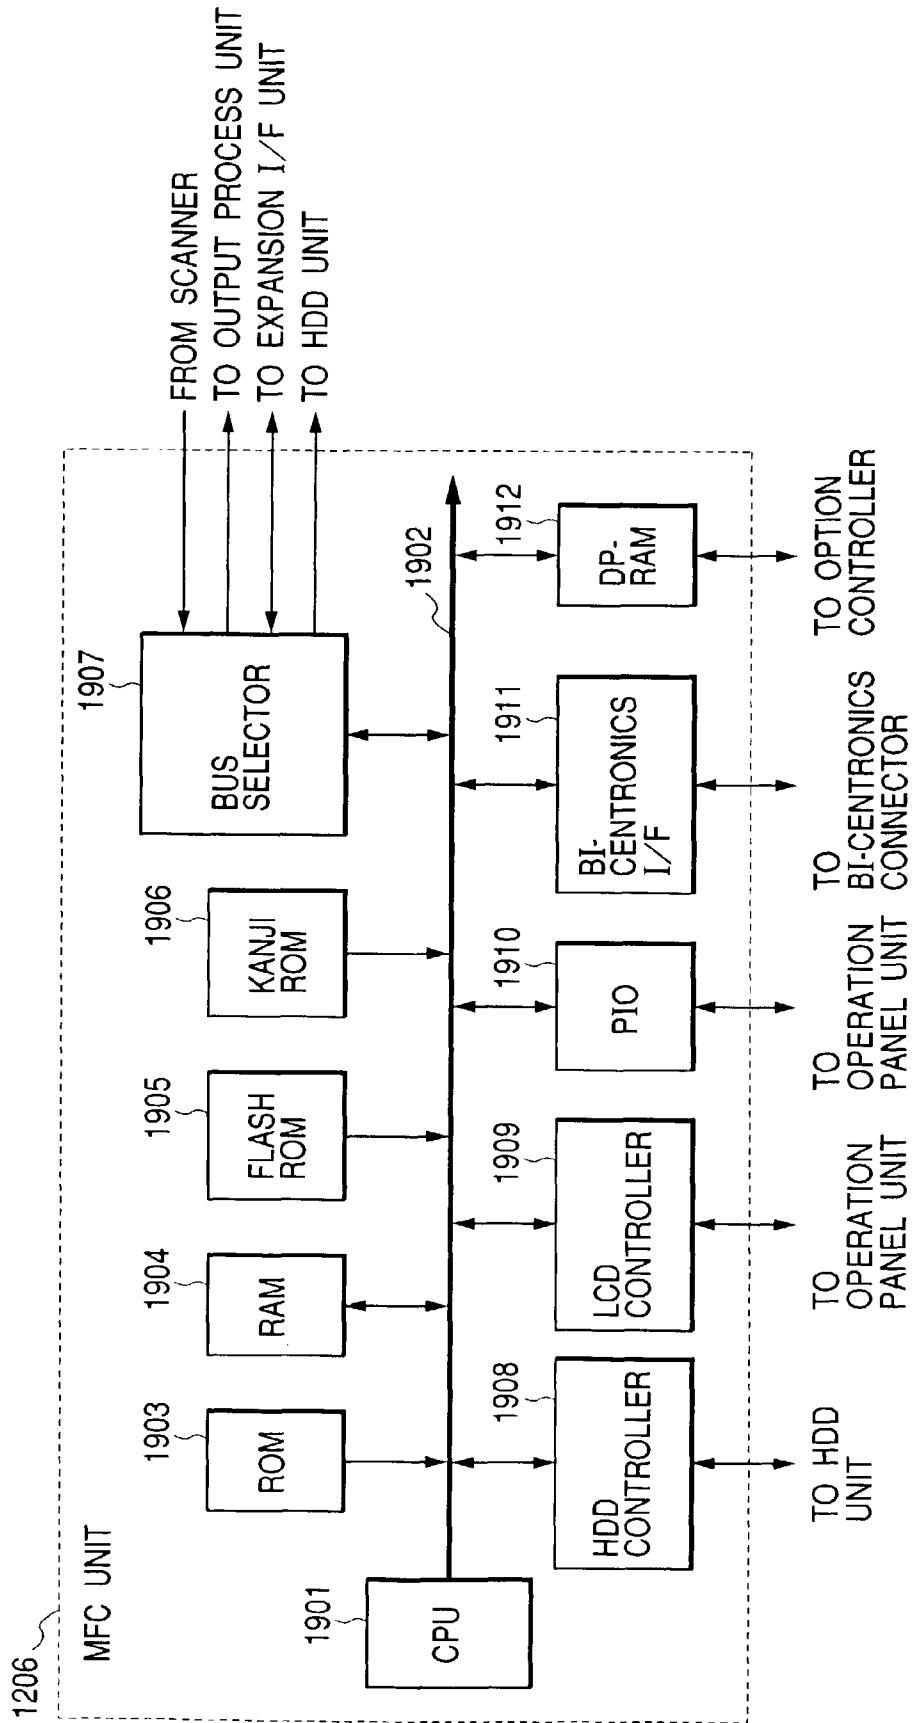 1206
MFC UNIT
1901
CPU
1902
1903
ROM
1904
RAM
1905
FLASH
ROM
1906
KANJI
ROM
1907
BUS
SELECTOR
FROM SCANNER
TO OUTPUT PROCESS UNIT
TO EXPANSION I/F UNIT
TO HDD UNIT
1908
HDD
CONTROLLER
TO HDD
UNIT
1909
LCD
CONTROLLER
TO
OPERATION
PANEL UNIT
1910
PIO
TO
OPERATION
PANEL UNIT
1911
BI-
CENTRONICS
I/F
TO
BI-CENTRONICS
CONNECTOR
1912
DP-
RAM
TO OPTION
CONTROLLER